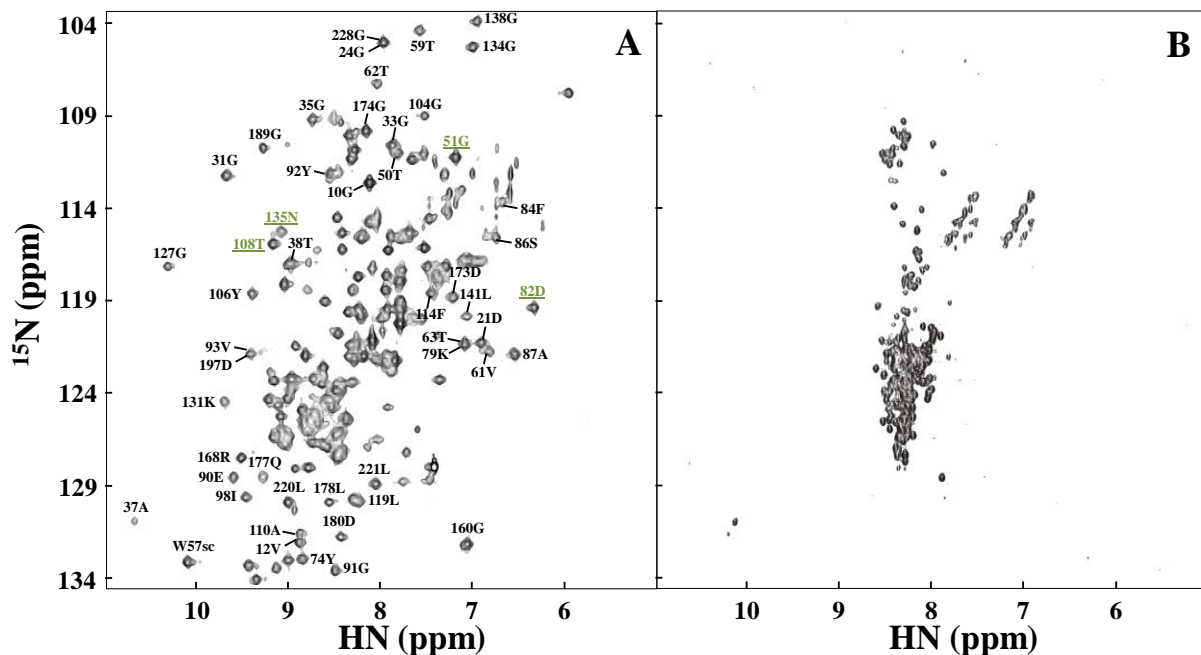 104
109
114
119
124
129
134
15N (ppm)
A
138G
228G
24G
59T
134G
62T
35G
174G
104G
33G
189G
51G
31G
92Y
50T
10G
84F
135N
108T
38T
86S
127G
173D
106Y
141L
82D
114F
21D
93V
63T
197D
79K
87A
61V
131K
168R
177Q
221L
90E
220L
178L
98I
119L
37A
110A
180D
160G
12V
W57sc
74Y
91G
10
9
8
7
6
HN (ppm)
B
10
9
8
7
6
HN (ppm)